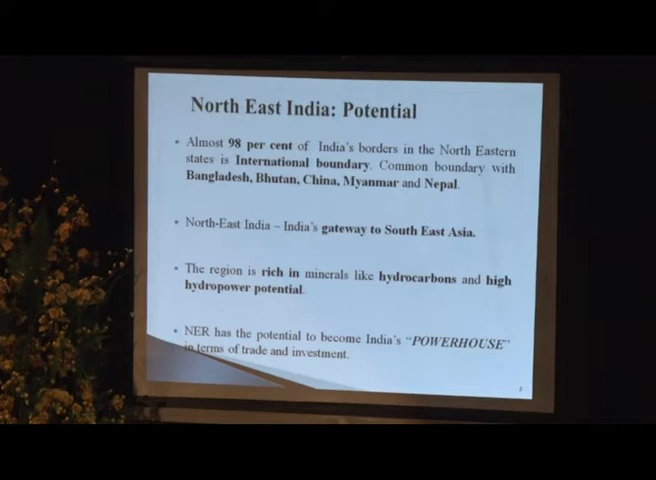 North East India: Potential
• Almost 98 per cent of India's borders in the North Eastern
states is International boundary. Common boundary with
Bangladesh, Bhutan, China, Myanmar and Nepal.
• North-East India – India's gateway to South East Asia.
• The region is rich in minerals like hydrocarbons and high
hydropower potential.
• NER has the potential to become India's "POWERHOUSE"
in terms of trade and investment.